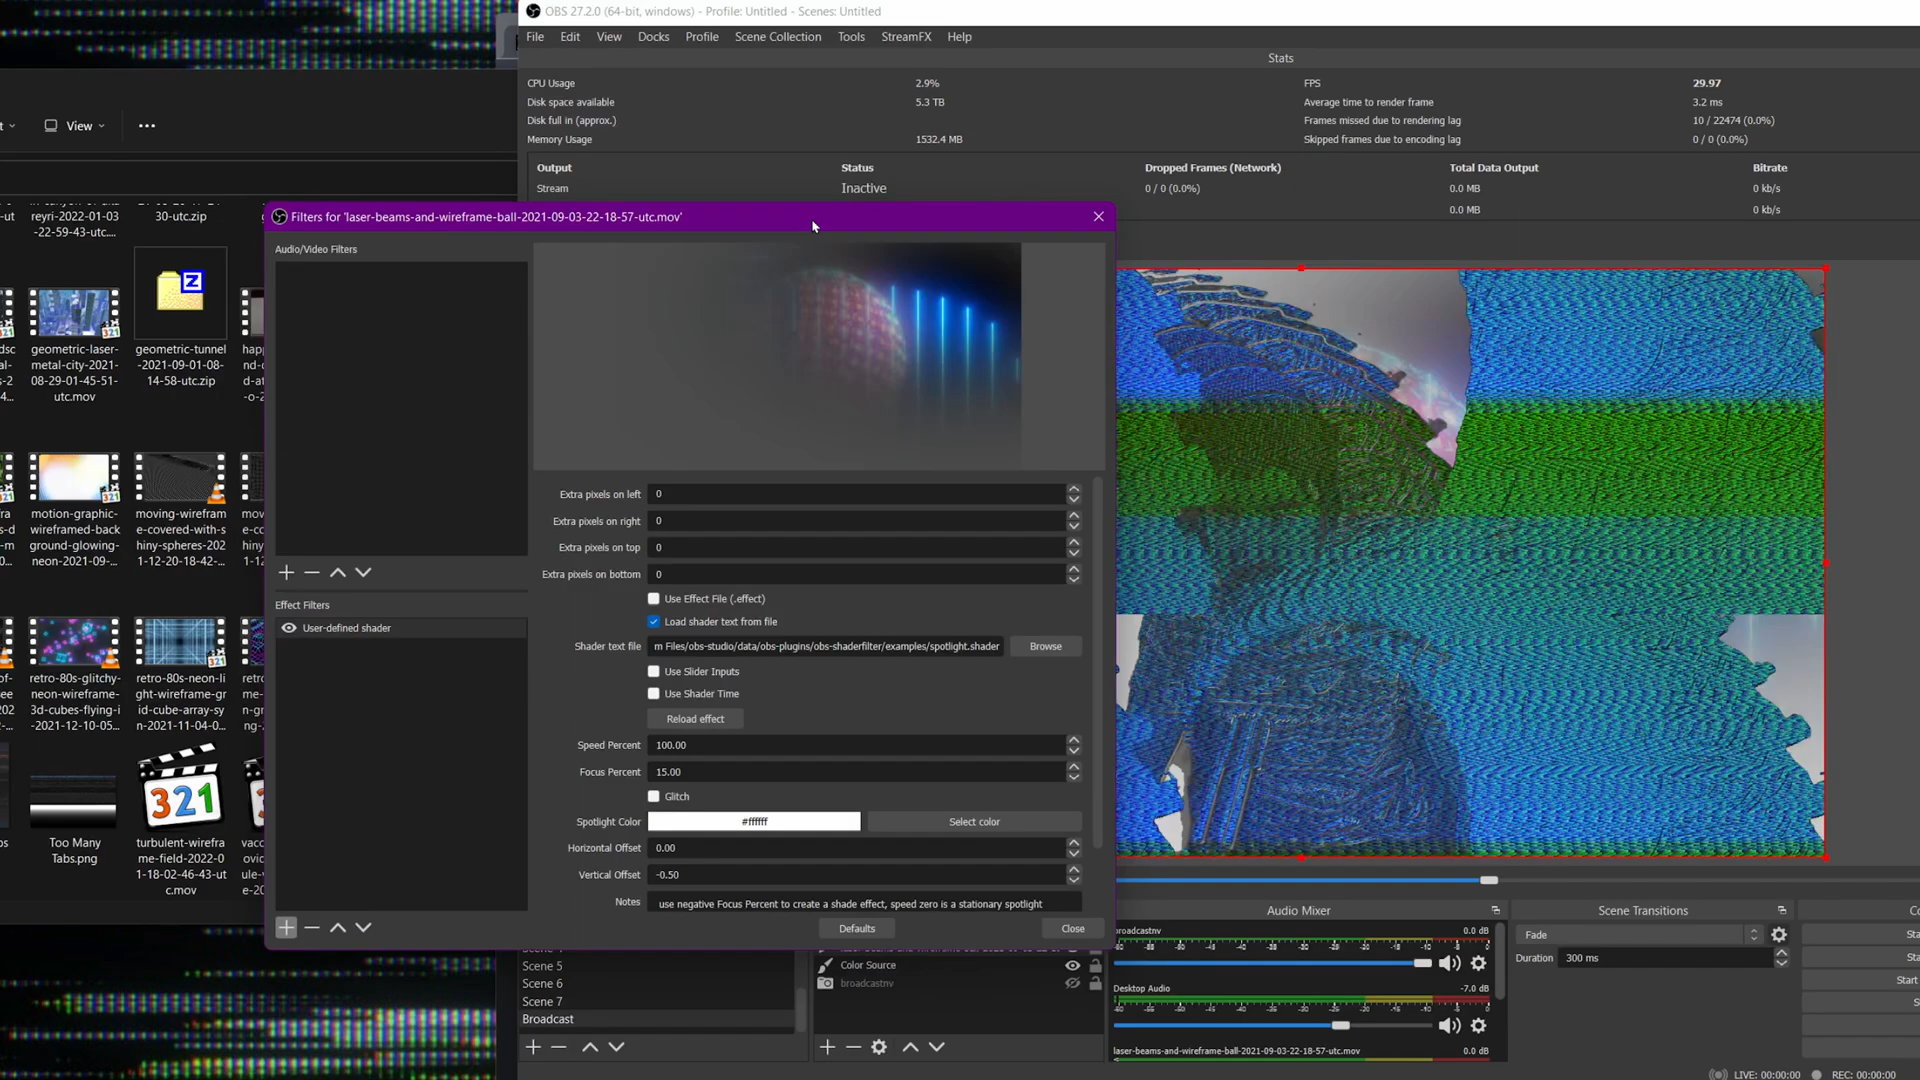 OBS 27.2.0 (64-bit, windows) - Profile: Untitled - Scenes: Untitled
File Edit View Docks Profile Scene Collection Tools StreamFX Help
Stats
CPU Usage 2.9% FPS 29.97
Disk space available 5.3 TB Average time to render frame 3.2 ms
Disk full in (approx.) Frames missed due to rendering lag 10 / 22474 (0.0%)
Memory Usage 1532.4 MB Skipped frames due to encoding lag 0 / 0 (0.0%)
Output Status Dropped Frames (Network) Total Data Output Bitrate
Stream Inactive 0 / 0 (0.0%) 0.0 MB 0 kb/s
0.0 MB 0 kb/s
View
30-utc.zip
reyri-2022-01-03
-22-59-43-utc....
geometric-laser-
metal-city-2021-
08-29-01-45-51-
utc.mov
geometric-tunnel
-2021-09-01-08-
14-58-utc.zip
motion-graphic-
wireframed-back
ground-glowing-
neon-2021-09-...
moving-wirefram
e-covered-with-s
hiny-spheres-202
1-12-20-18-42-...
retro-80s-glitchy-
neon-wireframe-
3d-cubes-flying-i
-2021-12-10-05...
retro-80s-neon-li
ght-wireframe-gr
id-cube-array-sy
n-2021-11-04-0...
321
Too Many
Tabs.png
turbulent-wirefra
me-field-2022-0
1-18-02-46-43-ut
c.mov
Filters for 'laser-beams-and-wireframe-ball-2021-09-03-22-18-57-utc.mov'
Audio/Video Filters
Effect Filters
User-defined shader
Extra pixels on left 0
Extra pixels on right 0
Extra pixels on top 0
Extra pixels on bottom 0
Use Effect File (.effect)
Load shader text from file
Shader text file m Files/obs-studio/data/obs-plugins/obs-shaderfilter/examples/spotlight.shader Browse
Use Slider Inputs
Use Shader Time
Reload effect
Speed Percent 100.00
Focus Percent 15.00
Glitch
Spotlight Color #ffffff Select color
Horizontal Offset 0.00
Vertical Offset -0.50
Notes use negative Focus Percent to create a shade effect, speed zero is a stationary spotlight
Defaults Close
Scene 5
Scene 6
Scene 7
Broadcast
Color Source
broadcastnv
Audio Mixer
broadcastnv 0.0 dB
Desktop Audio -7.0 dB
laser-beams-and-wireframe-ball-2021-09-03-22-18-57-utc.mov 0.0 dB
Scene Transitions
Fade
Duration 300 ms
LIVE: 00:00:00 REC: 00:00:00